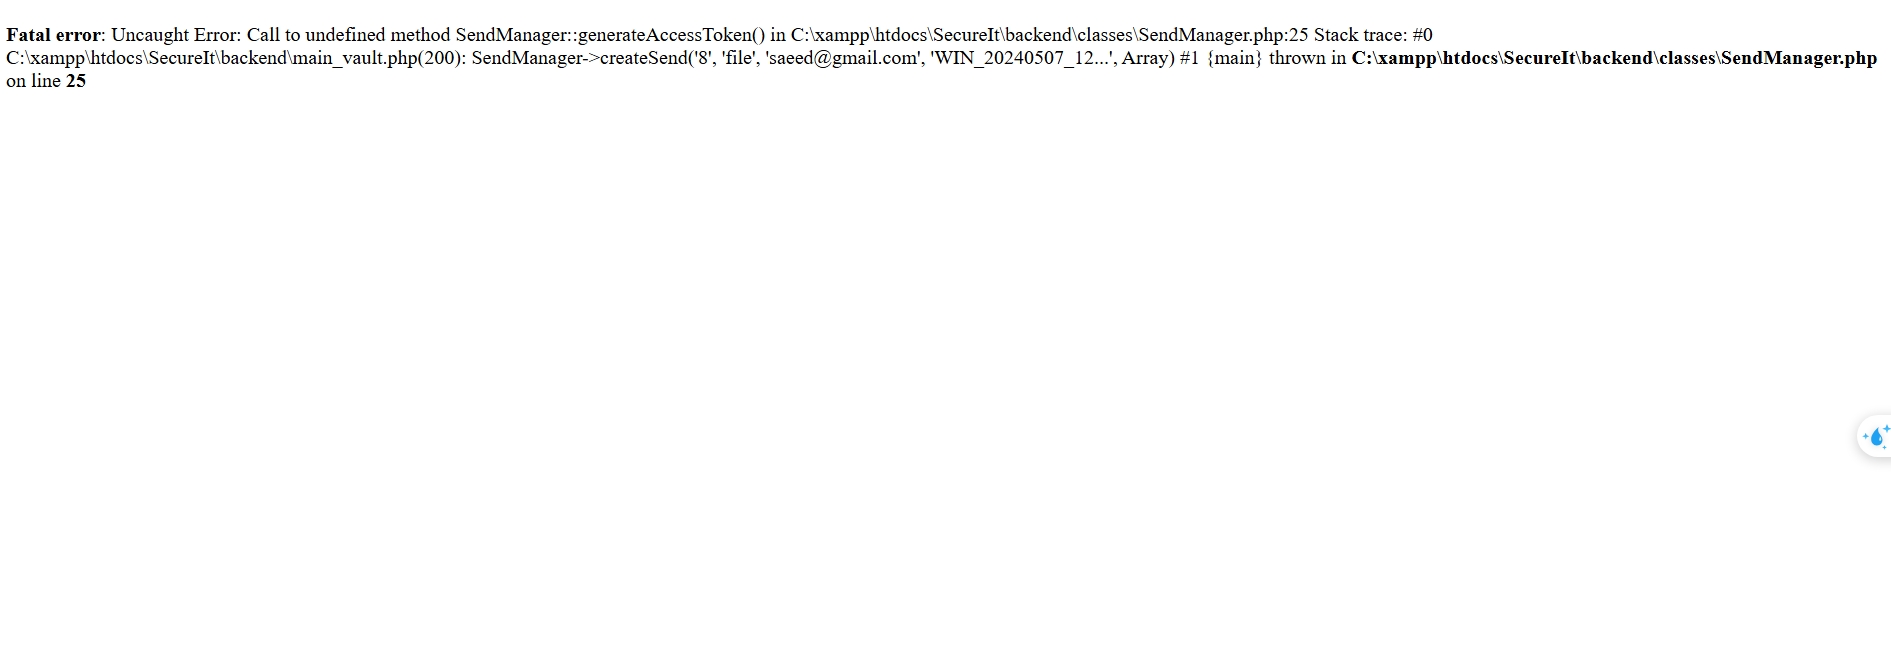 Fatal error: Uncaught Error: Call to undefined method SendManager::generateAccessToken() in C:\xampp\htdocs\SecureIt\backend\classes\SendManager.php:25 Stack trace: #0
C:\xampp\htdocs\SecureIt\backend\main_vault.php(200): SendManager->createSend('8', 'file', 'saeed@gmail.com', 'WIN_20240507_12...', Array) #1 {main} thrown in C:\xampp\htdocs\SecureIt\backend\classes\SendManager.php
on line 25